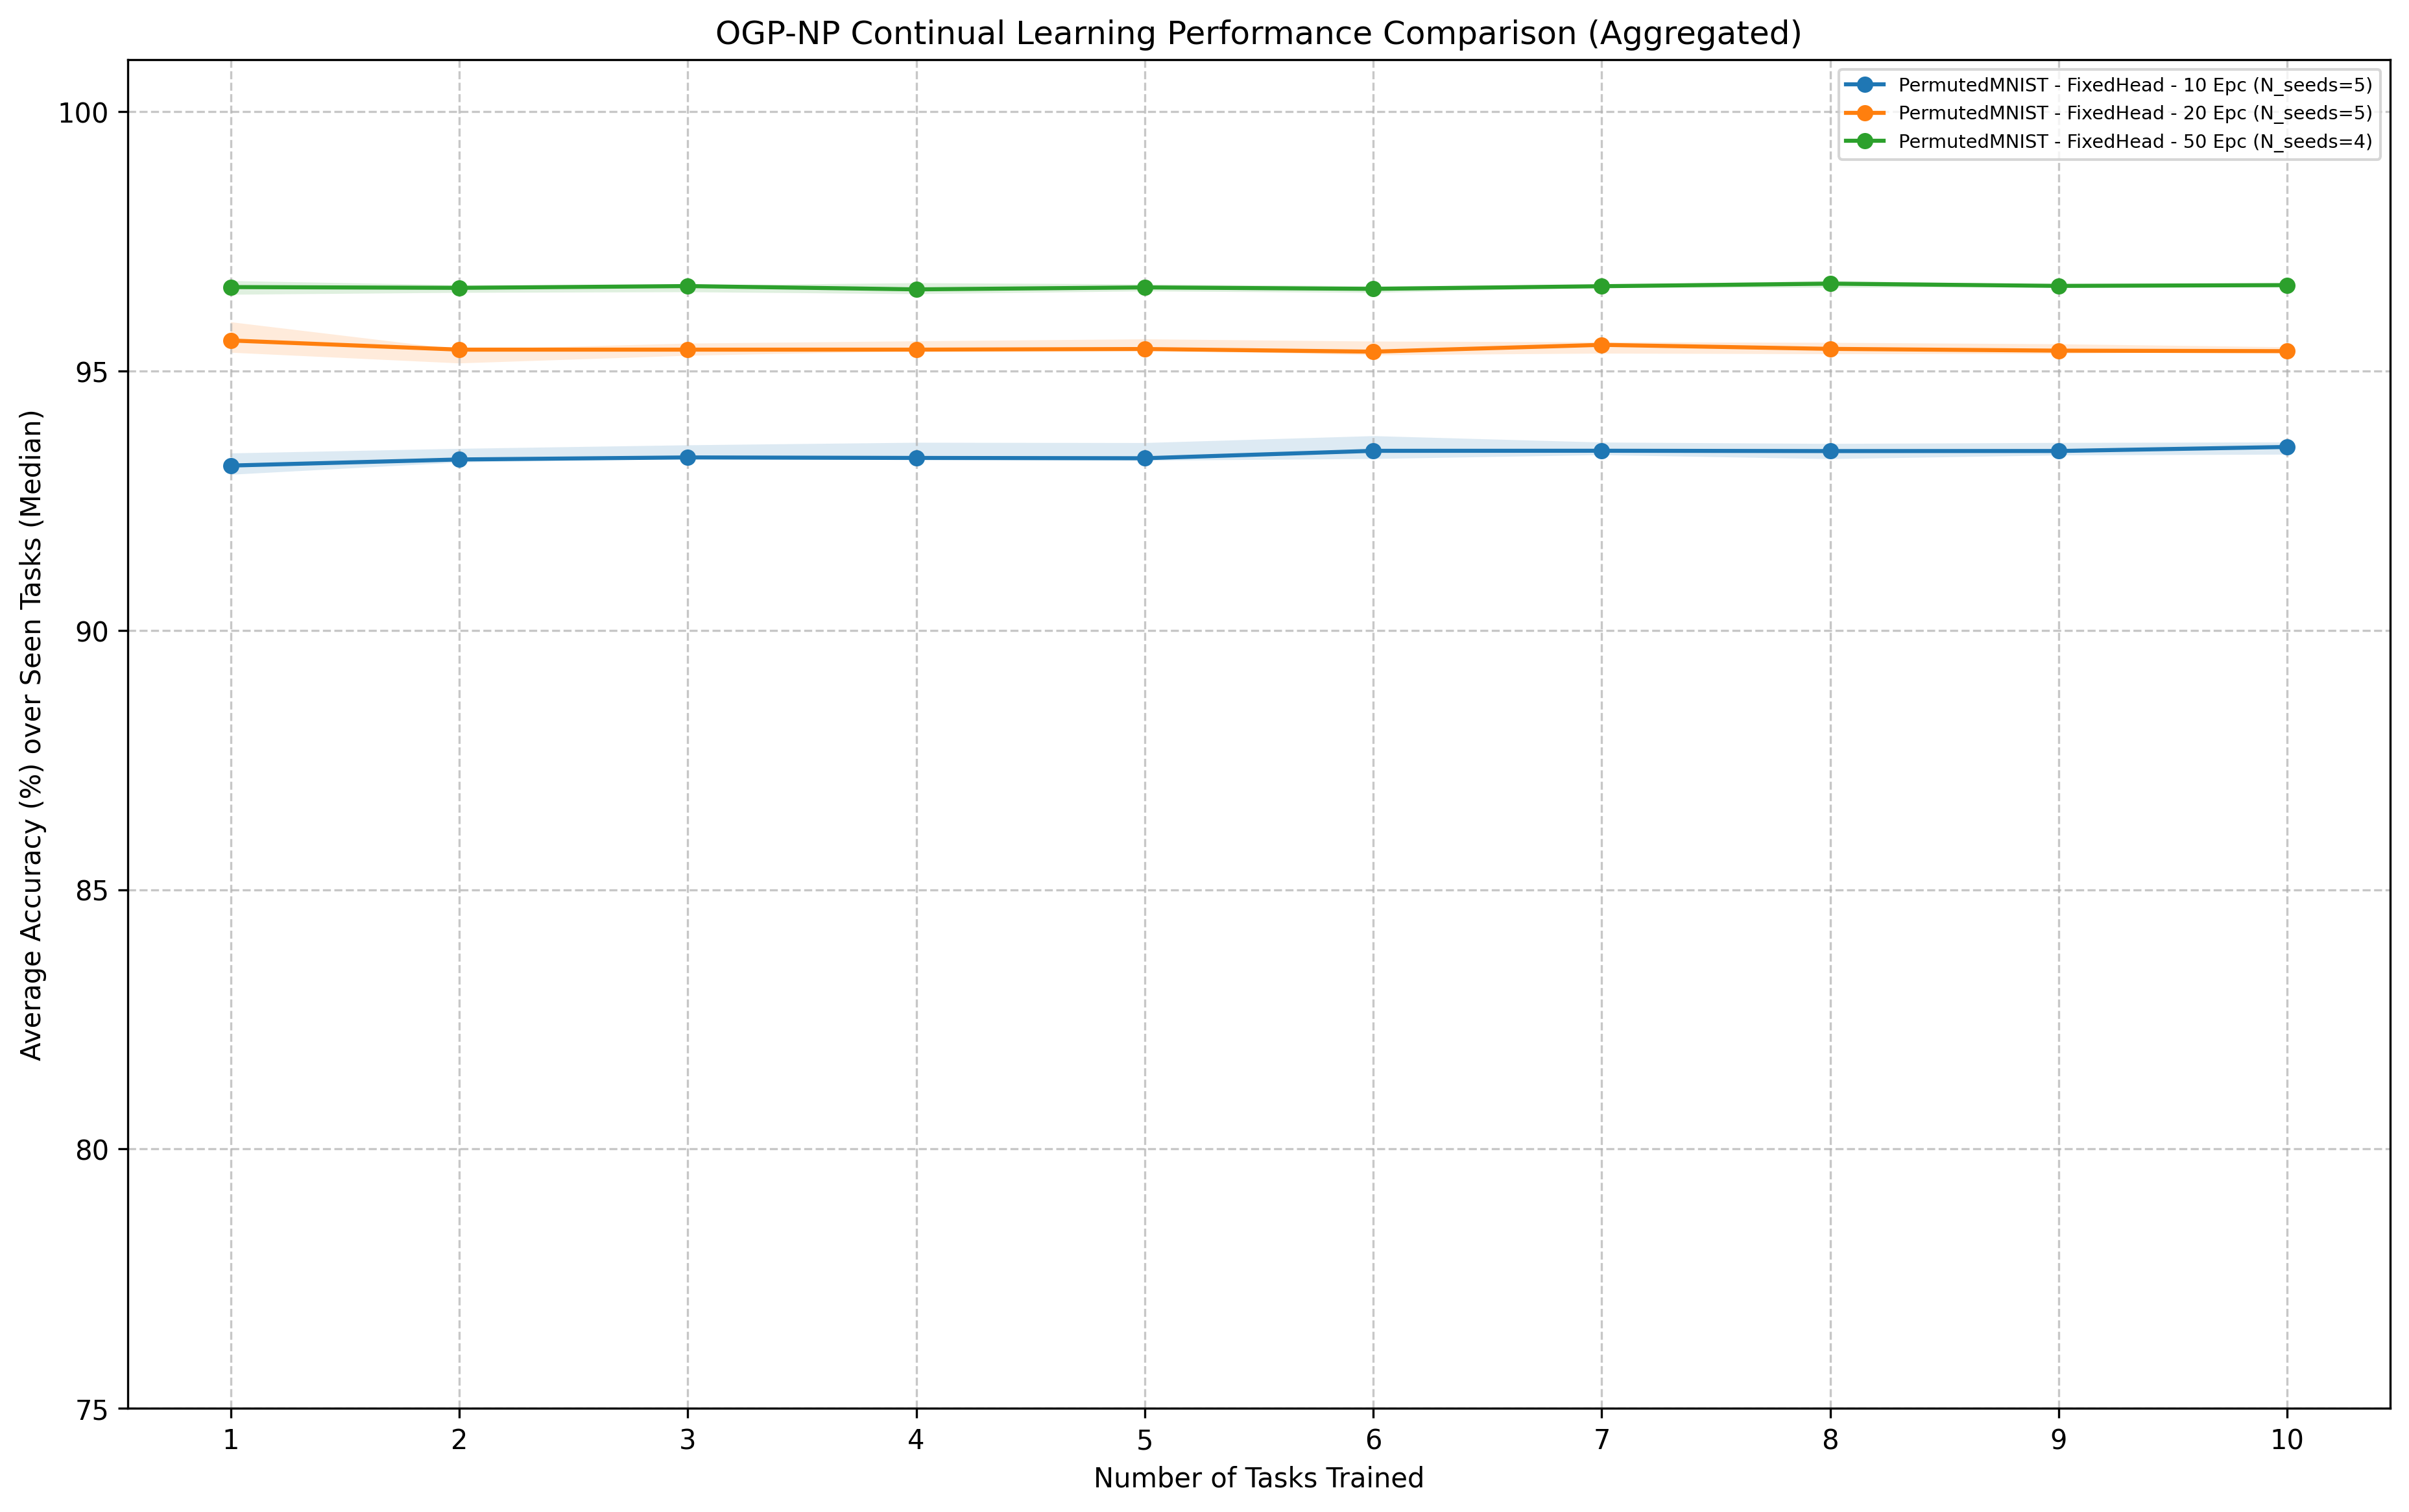 OGP-NP Continual Learning Performance Comparison (Aggregated)
PermutedMNIST - FixedHead - 10 Epc (N_seeds=5)
PermutedMNIST - FixedHead - 20 Epc (N_seeds=5)
PermutedMNIST - FixedHead - 50 Epc (N_seeds=4)
Average Accuracy (%) over Seen Tasks (Median)
100
95
90
85
80
75
1 2 3 4 5 6 7 8 9 10
Number of Tasks Trained